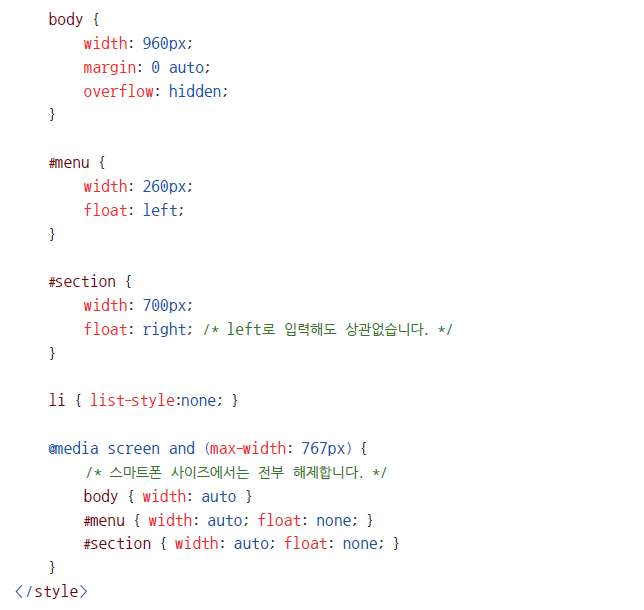 body {
width: 960px;
margin: 0 auto;
overflow: hidden;
}
#menu {
width: 260px;
float: left;
}
#section {
width: 700px;
float: right; /* left로 입력해도 상관없습니다. */
}
li { list-style:none; }
@media screen and (max-width: 767px) {
/* 스마트폰 사이즈에서는 전부 해제합니다. */
body { width: auto }
#menu { width: auto; float: none; }
#section { width: auto; float: none; }
}
</style>